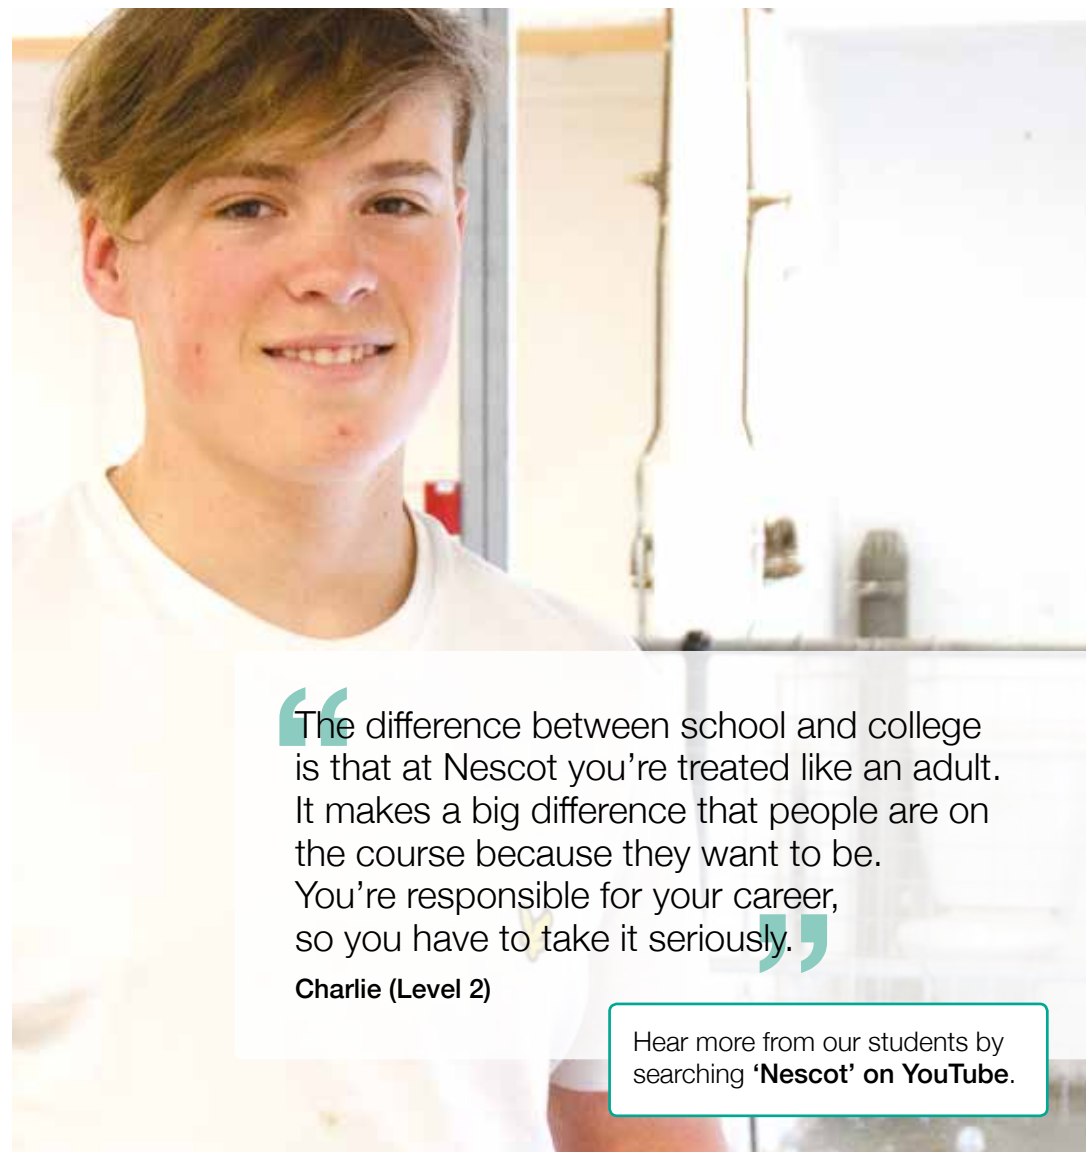 “The difference between school and college
is that at Nescot you’re treated like an adult.
It makes a big difference that people are on
the course because they want to be.
You’re responsible for your career,
so you have to take it seriously.”
Charlie (Level 2)
Hear more from our students by
searching ‘Nescot’ on YouTube.